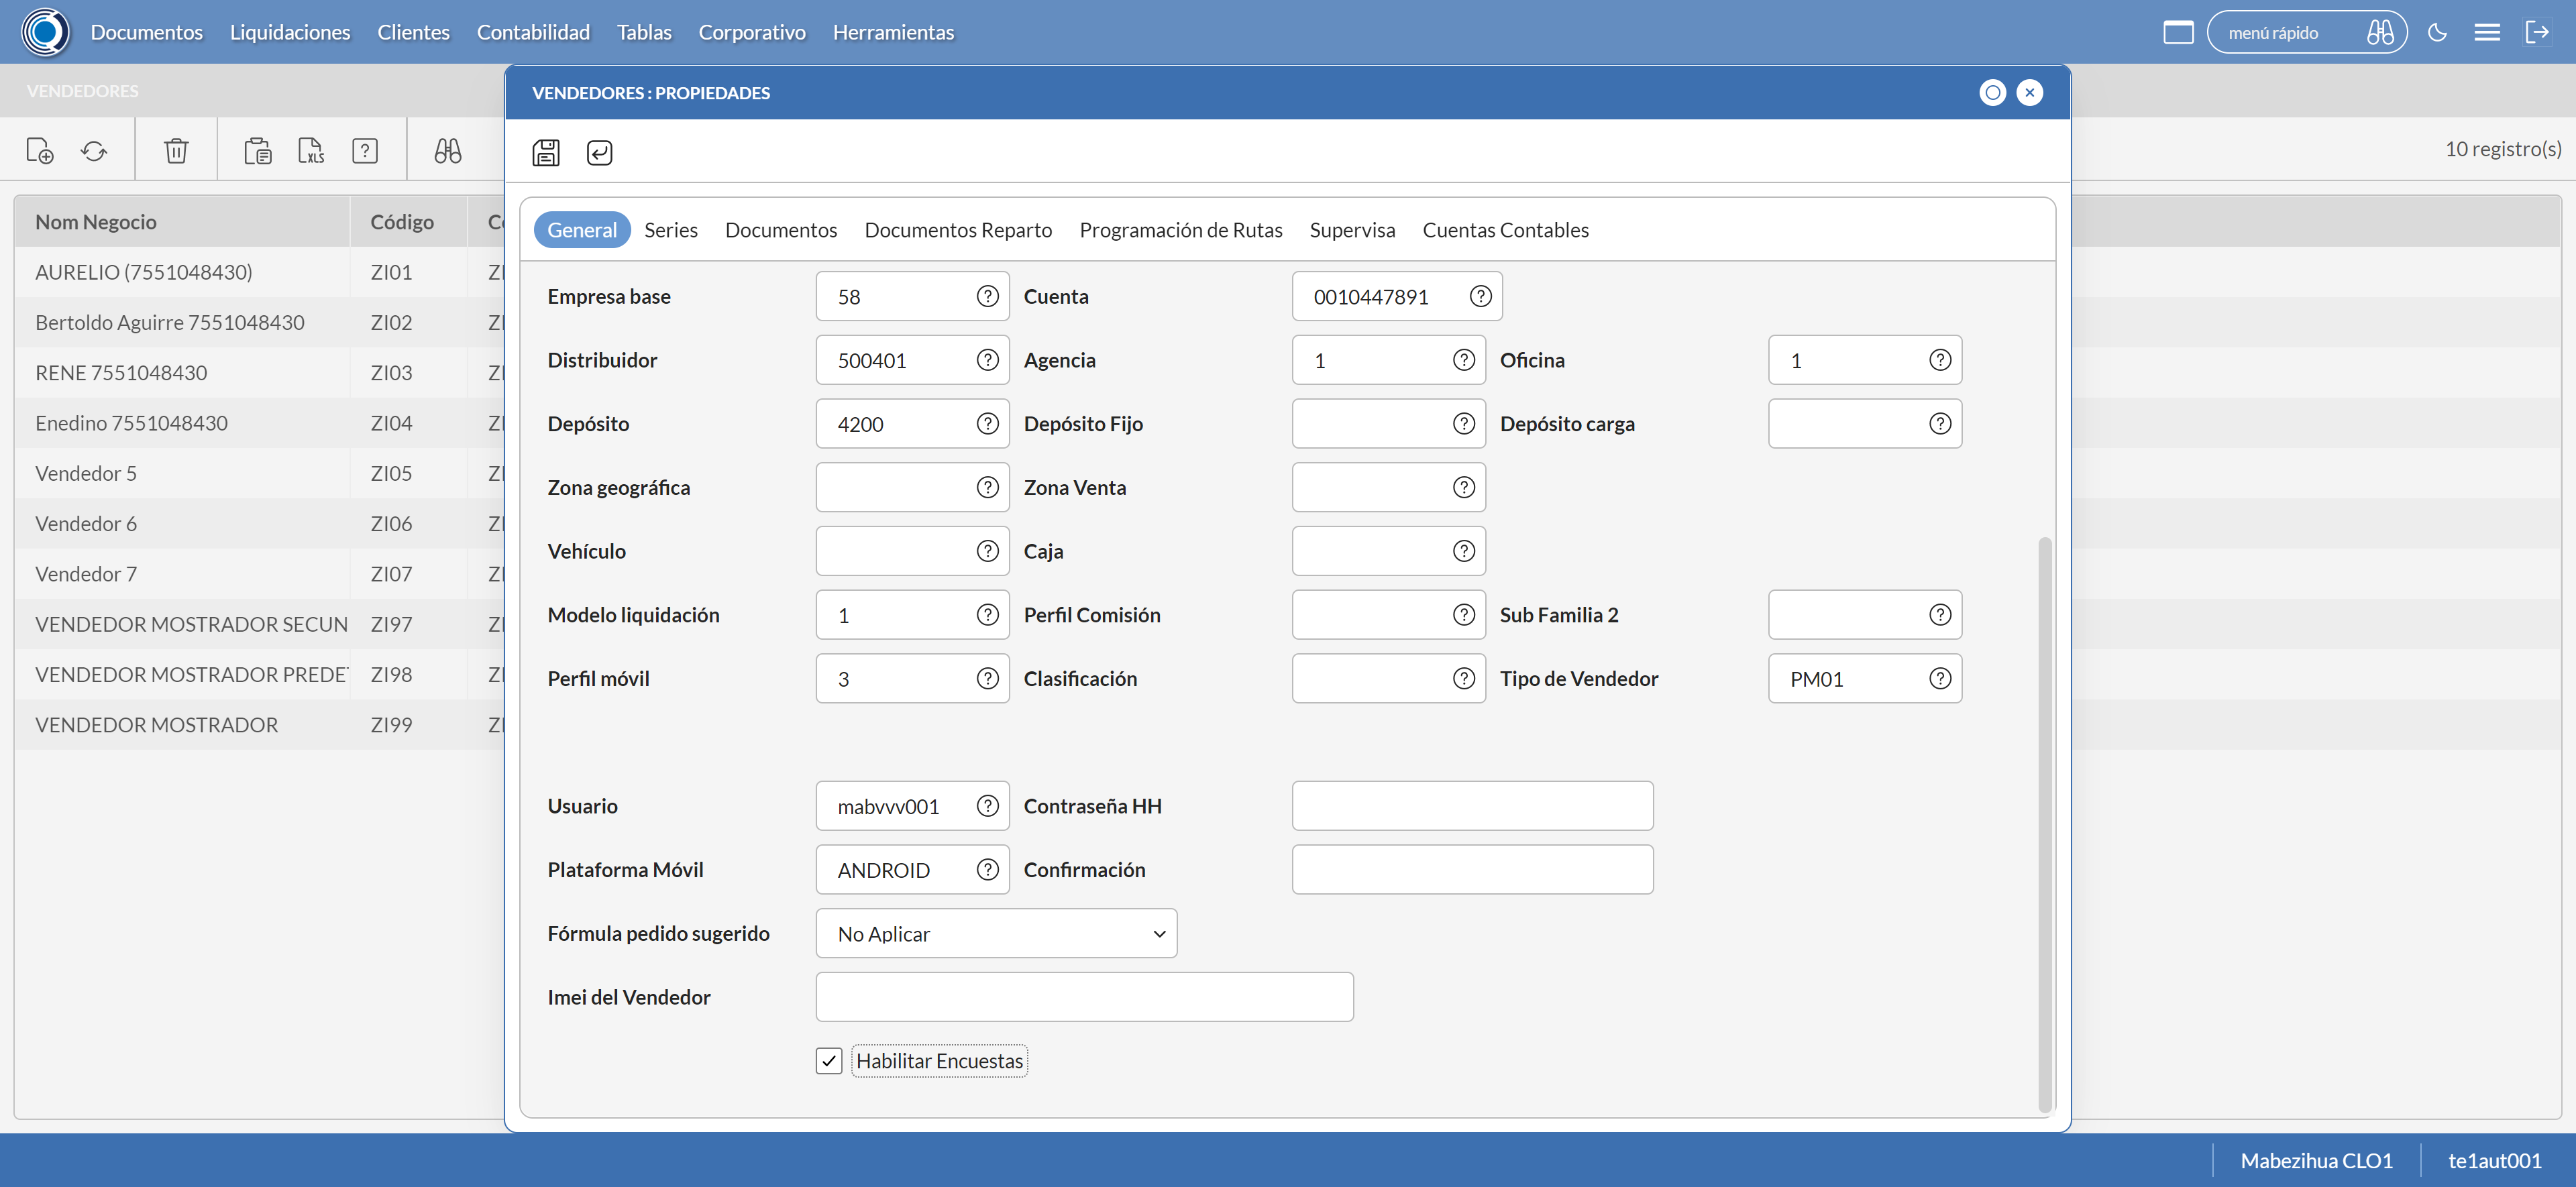 Documentos Liquidaciones Clientes Contabilidad Tablas Corporativo Herramientas menú rápido
VENDEDORES
VENDEDORES : PROPIEDADES
XLS
10 registro(s)
Nom Negocio Código
AURELIO (7551048430) ZI01
Bertoldo Aguirre 7551048430 ZI02
RENE 7551048430 ZI03
Enedino 7551048430 ZI04
Vendedor 5 ZI05
Vendedor 6 ZI06
Vendedor 7 ZI07
VENDEDOR MOSTRADOR SECUN ZI97
VENDEDOR MOSTRADOR PREDE ZI98
VENDEDOR MOSTRADOR ZI99
General Series Documentos Documentos Reparto Programación de Rutas Supervisa Cuentas Contables
Empresa base 58 Cuenta 0010447891
Distribuidor 500401 Agencia 1 Oficina 1
Depósito 4200 Depósito Fijo Depósito carga
Zona geográfica Zona Venta
Vehículo Caja
Modelo liquidación 1 Perfil Comisión Sub Familia 2
Perfil móvil 3 Clasificación Tipo de Vendedor PM01
Usuario mabvvv001 Contraseña HH
Plataforma Móvil ANDROID Confirmación
Fórmula pedido sugerido No Aplicar
Imei del Vendedor
Habilitar Encuestas
Mabezihua CLO1 te1aut001